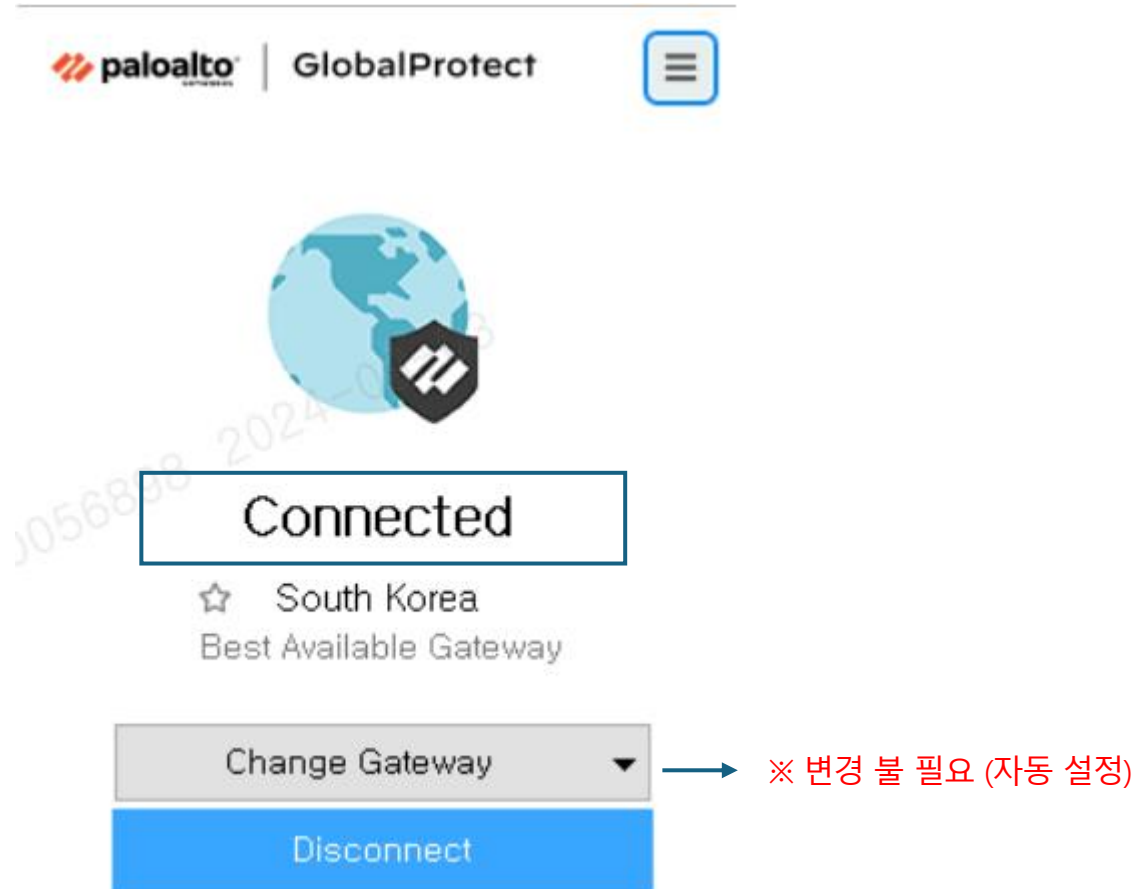 paloalto
NETWORKS
GlobalProtect
Connected
South Korea
Best Available Gateway
Change Gateway
※ 변경 불 필요 (자동 설정)
Disconnect